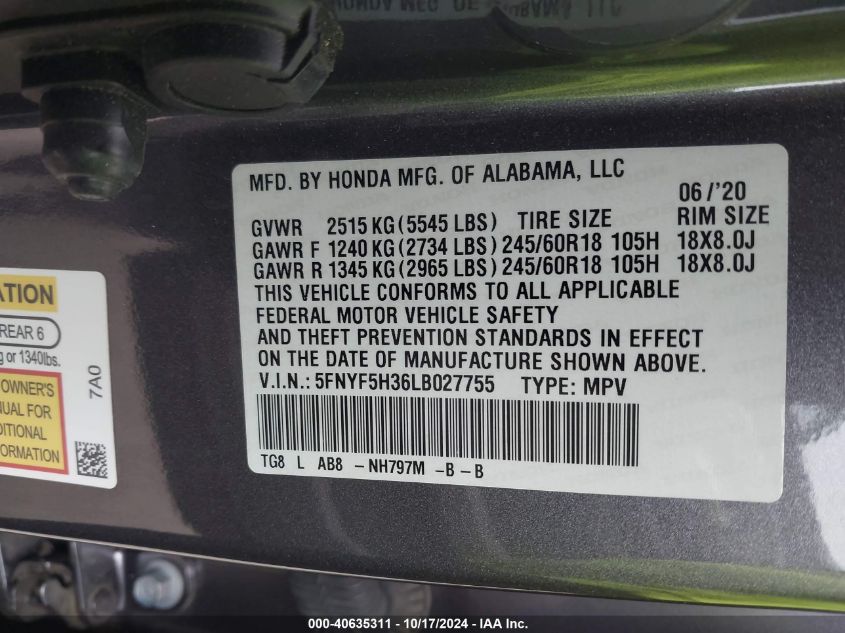 MFD. BY HONDA MFG. OF ALABAMA, LLC
06 /'20
GVWR 2515 KG (5545 LBS) TIRE SIZE RIM SIZE
GAWR F 1240 KG (2734 LBS) 245/60R18 105H 18X8.0J
GAWR R 1345 KG (2965 LBS) 245/60R18 105H 18X8.0J
THIS VEHICLE CONFORMS TO ALL APPLICABLE
FEDERAL MOTOR VEHICLE SAFETY
AND THEFT PREVENTION STANDARDS IN EFFECT
ON THE DATE OF MANUFACTURE SHOWN ABOVE.
V.I.N.: 5FNYF5H36LB027755 TYPE: MPV
TG8 L AB8 - NH797M - B - B
REAR 6
or 1340lbs.
OWNER'S
FOR
7A0
000-40635311 - 10/17/2024 - IAA Inc.